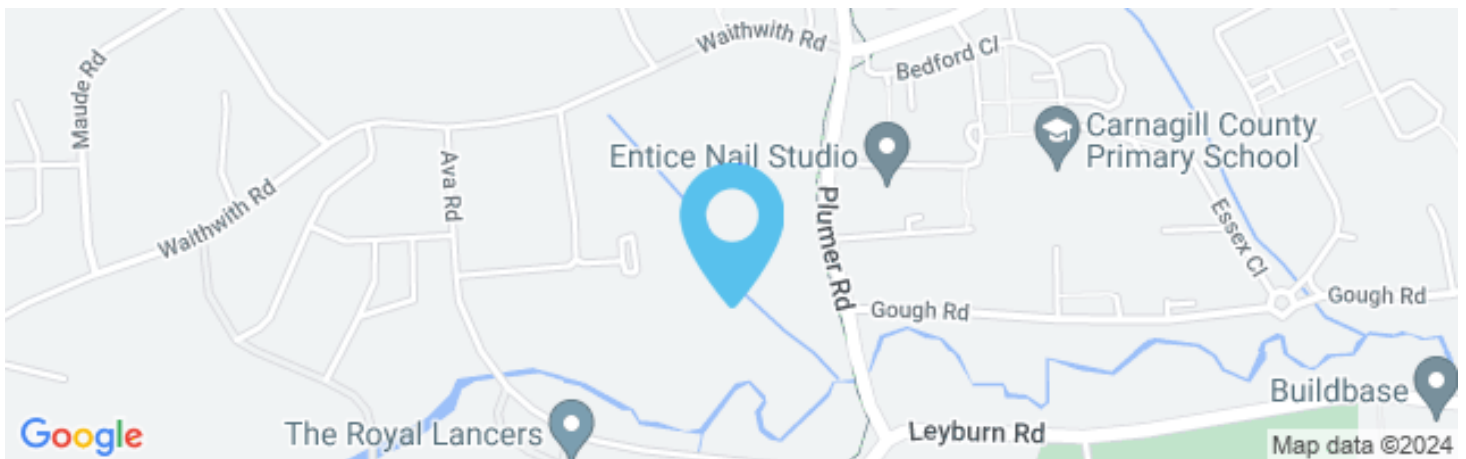 Waithwith Rd
Bedford Cl
Maude Rd
Carnagill County
Primary School
Entice Nail Studio
Ava Rd
Waithwith Rd
Plumer Rd
Essex Cl
Gough Rd
Gough Rd
Buildbase
Google
The Royal Lancers
Leyburn Rd
Map data ©2024